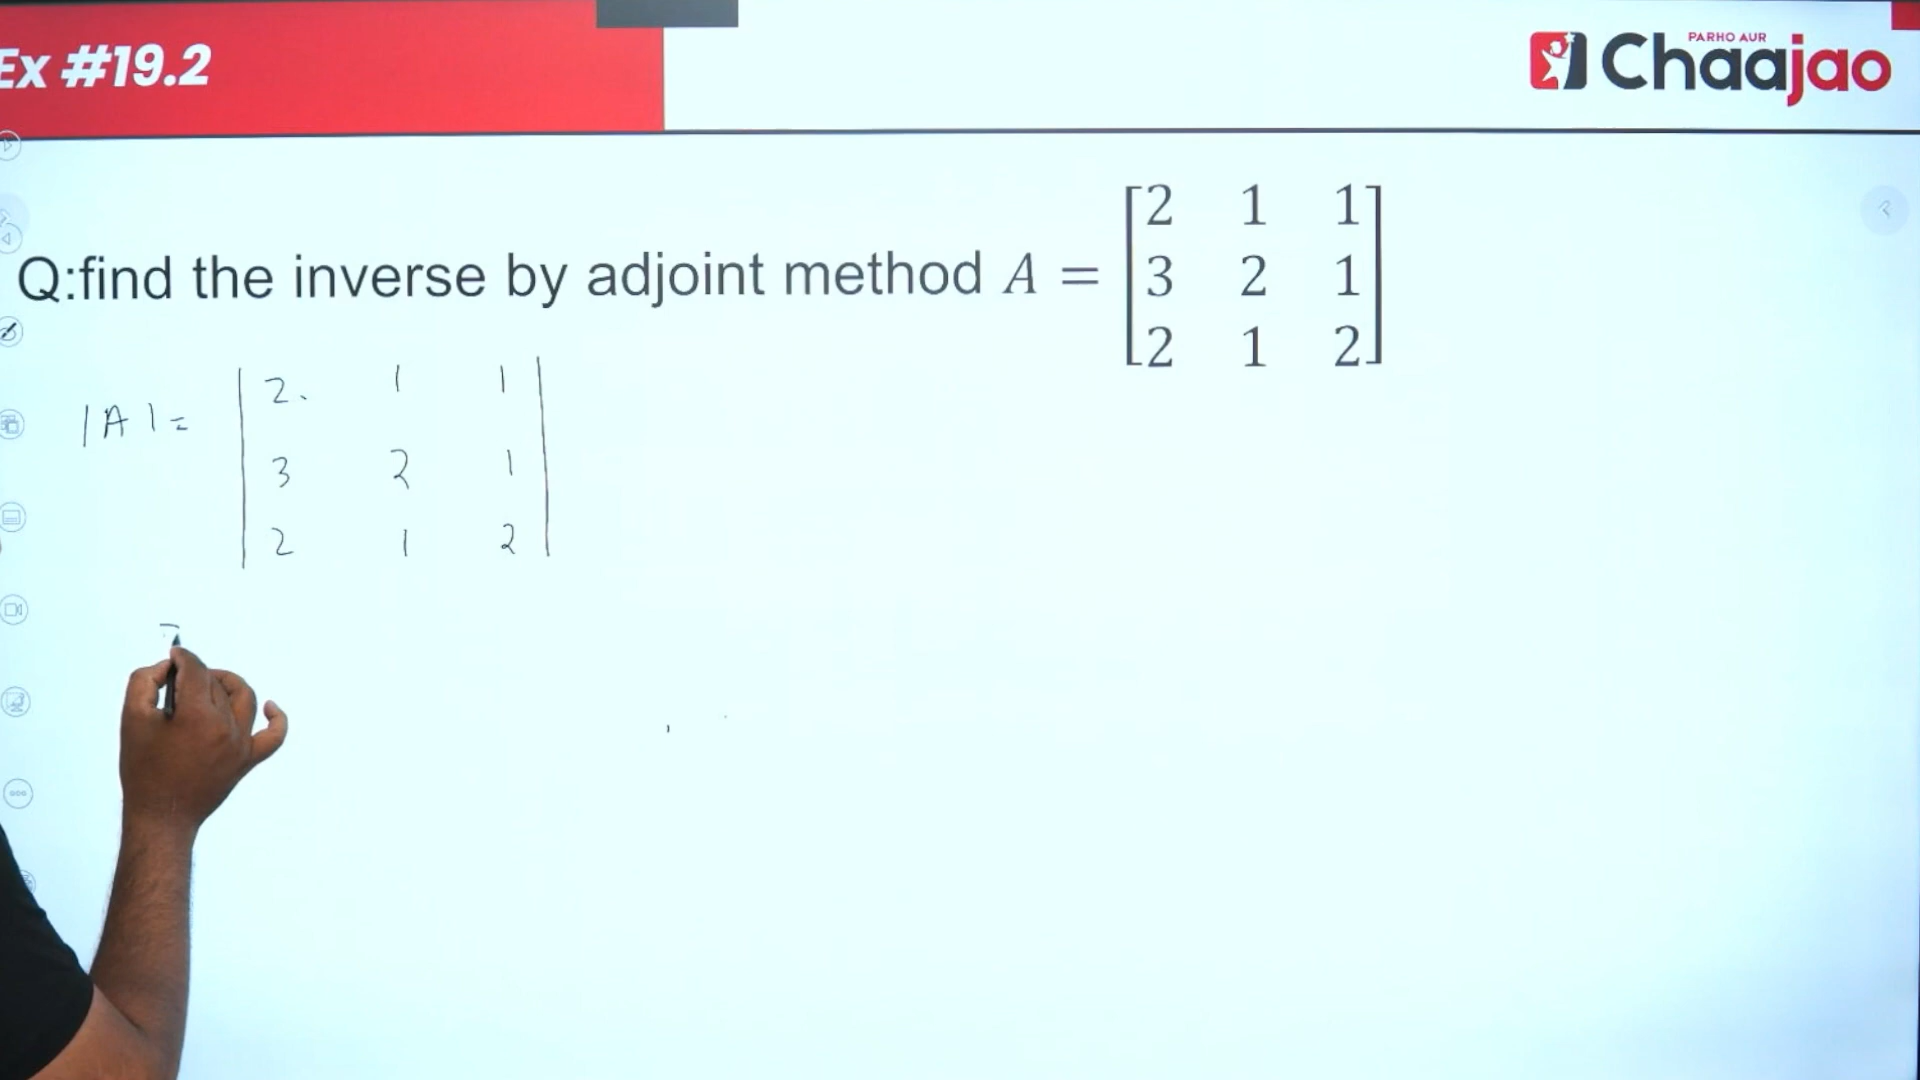 Ex #19.2
PARHO AUR
Chaajao
Q:find the inverse by adjoint method A = [2 1 1
3 2 1
2 1 2]
|A| = | 2. 1 1 |
3 2 1
2 1 2